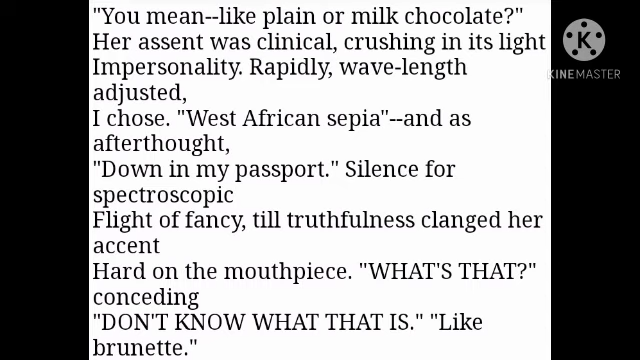 "You mean--like plain or milk chocolate?"
Her assent was clinical, crushing in its light
Impersonality. Rapidly, wave-length
adjusted,
I chose. "West African sepia"--and as
afterthought,
"Down in my passport." Silence for
spectroscopic
Flight of fancy, till truthfulness clanged her
accent
Hard on the mouthpiece. "WHAT'S THAT?"
conceding
"DON'T KNOW WHAT THAT IS." "Like
brunette."
K
KINEMASTER